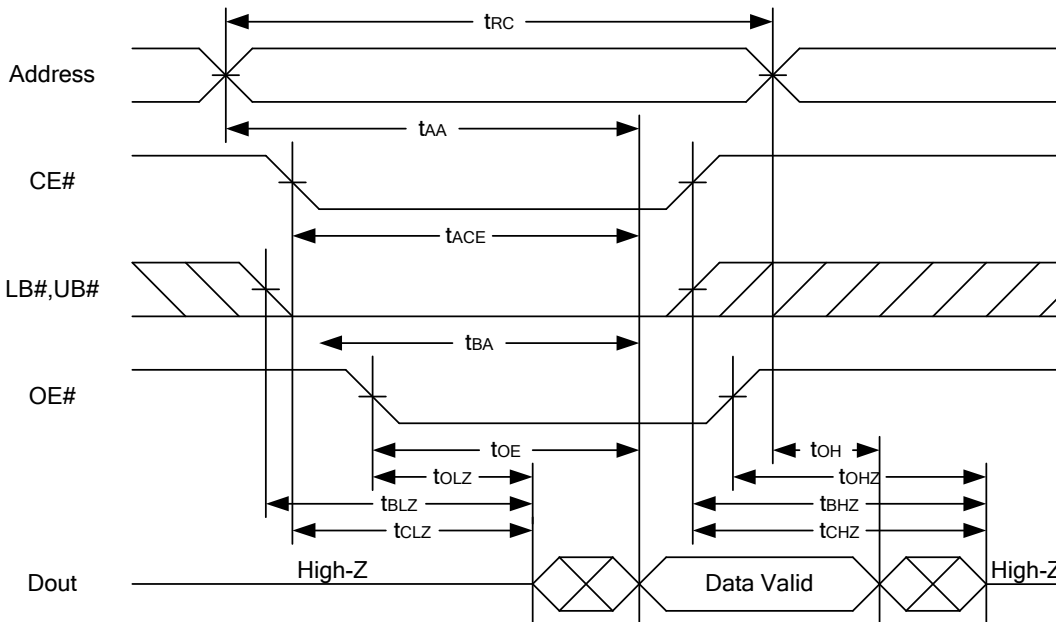 tRC
Address
tAA
CE#
tACE
LB#,UB#
tBA
OE#
tOE
tOH
tOLZ
tOHZ
tBLZ
tBHZ
tCLZ
tCHZ
Dout
High-Z
Data Valid
High-Z